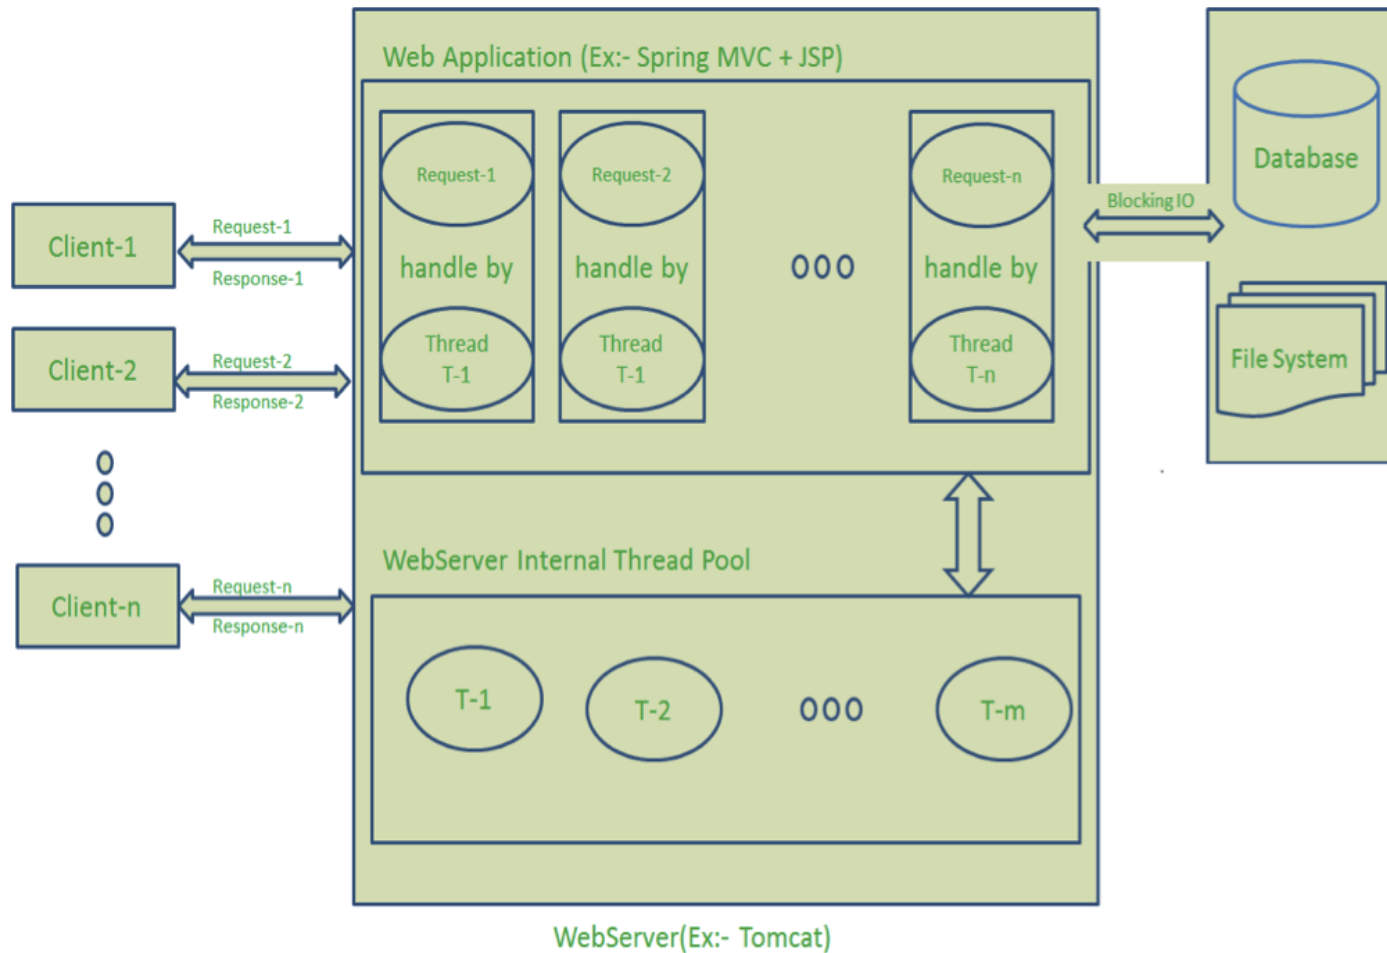 Web Application (Ex:- Spring MVC + JSP)
Request-1
handle by
Thread
T-1
Request-2
handle by
Thread
T-1
Request-n
handle by
Thread
T-n
Client-1
Request-1
Response-1
Client-2
Request-2
Response-2
Client-n
Request-n
Response-n
Blocking IO
Database
File System
WebServer Internal Thread Pool
T-1
T-2
T-m
WebServer(Ex:- Tomcat)